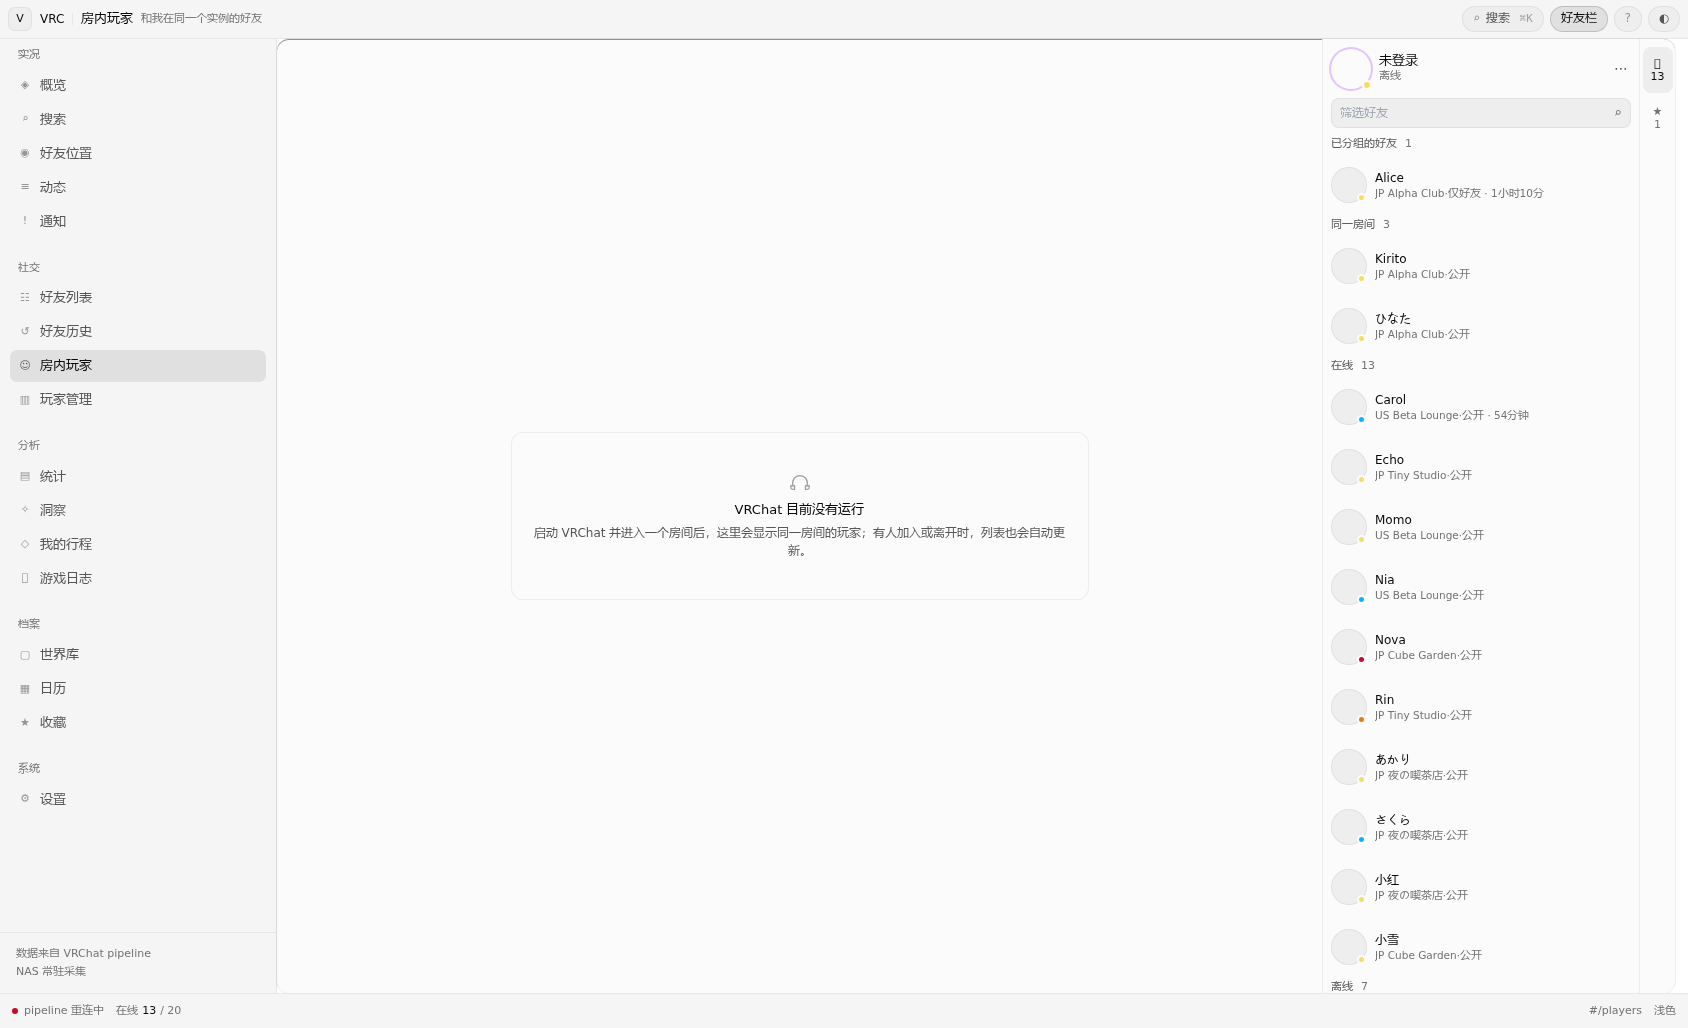 V VRC 房内玩家 和我在同一个实例的好友
搜索 ⌘K 好友栏 ?
实况
概览
搜索
好友位置
动态
通知
社交
好友列表
好友历史
房内玩家
玩家管理
分析
统计
洞察
我的行程
游戏日志
档案
世界库
日历
收藏
系统
设置
数据来自 VRChat pipeline
NAS 常驻采集
VRChat 目前没有运行
启动 VRChat 并进入一个房间后，这里会显示同一房间的玩家；有人加入或离开时，列表也会自动更
新。
未登录
离线
筛选好友
已分组的好友 1
Alice
JP Alpha Club·仅好友 · 1小时10分
同一房间 3
Kirito
JP Alpha Club·公开
ひなた
JP Alpha Club·公开
在线 13
Carol
US Beta Lounge·公开 · 54分钟
Echo
JP Tiny Studio·公开
Momo
US Beta Lounge·公开
Nia
US Beta Lounge·公开
Nova
JP Cube Garden·公开
Rin
JP Tiny Studio·公开
あかり
JP 夜の喫茶店·公开
さくら
JP 夜の喫茶店·公开
小红
JP 夜の喫茶店·公开
小雪
JP Cube Garden·公开
离线 7
13
★
1
pipeline 重连中 在线 13 / 20
#/players 浅色